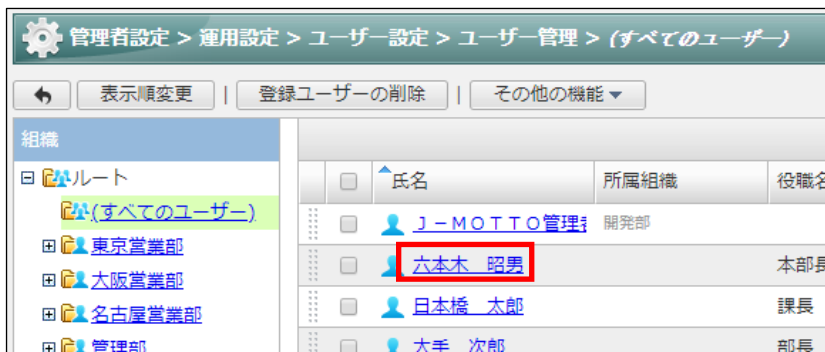 管理者設定 > 運用設定 > ユーザー設定 > ユーザー管理 > (すべてのユーザー)
表示順変更 | 登録ユーザーの削除 | その他の機能▼
組織
ルート
(すべてのユーザー)
東京営業部
大阪営業部
名古屋営業部
管理部
氏名 所属組織 役職名
J-MOTTO管理者 開発部
六本木 昭男 本部長
日本橋 太郎 課長
大手 次郎 部長